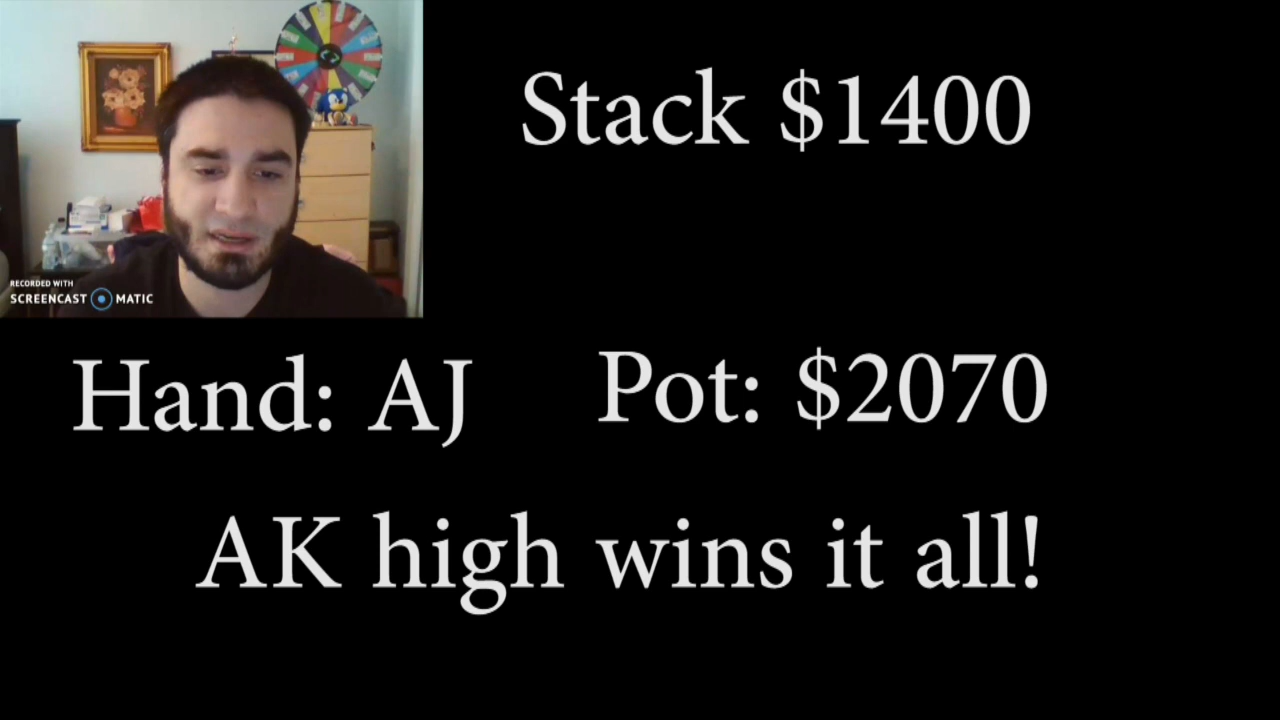 Stack $1400
RECORDED WITH
SCREENCAST MATIC
Hand: AJ
Pot: $2070
AK high wins it all!